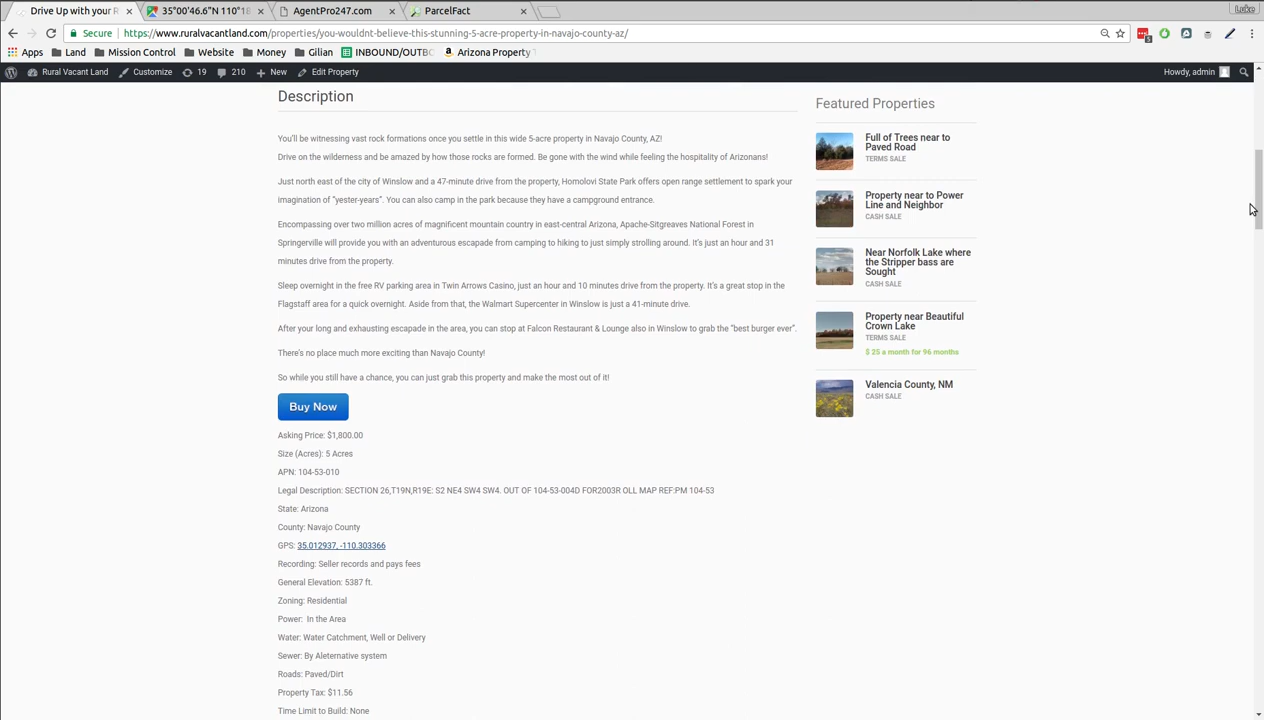 Drive Up with your R
35°00'46.6"N 110°18
AgentPro247.com
ParcelFact
Luke
Secure
https://www.ruralvacantland.com/properties/you-wouldnt-believe-this-stunning-5-acre-property-in-navajo-county-az/
Apps Land Mission Control Website Money Gilian INBOUND/OUTBO Arizona Property T
Rural Vacant Land Customize 19 210 New Edit Property Howdy, admin
Description
You'll be witnessing vast rock formations once you settle in this wide 5-acre property in Navajo County, AZ!
Drive on the wilderness and be amazed by how those rocks are formed. Be gone with the wind while feeling the hospitality of Arizonans!
Just north east of the city of Winslow and a 47-minute drive from the property, Homolovi State Park offers open range settlement to spark your
imagination of "yester-years". You can also camp in the park because they have a campground entrance.
Encompassing over two million acres of magnificent mountain country in east-central Arizona, Apache-Sitgreaves National Forest in
Springerville will provide you with an adventurous escapade from camping to hiking to just simply strolling around. It's just an hour and 31
minutes drive from the property.
Sleep overnight in the free RV parking area in Twin Arrows Casino, just an hour and 10 minutes drive from the property. It's a great stop in the
Flagstaff area for a quick overnight. Aside from that, the Walmart Supercenter in Winslow is just a 41-minute drive.
After your long and exhausting escapade in the area, you can stop at Falcon Restaurant & Lounge also in Winslow to grab the "best burger ever".
There's no place much more exciting than Navajo County!
So while you still have a chance, you can just grab this property and make the most out of it!
Buy Now
Asking Price: $1,800.00
Size (Acres): 5 Acres
APN: 104-53-010
Legal Description: SECTION 26,T19N,R19E: S2 NE4 SW4 SW4. OUT OF 104-53-004D FOR2003R OLL MAP REF:PM 104-53
State: Arizona
County: Navajo County
GPS: 35.012937, -110.303366
Recording: Seller records and pays fees
General Elevation: 5387 ft.
Zoning: Residential
Power: In the Area
Water: Water Catchment, Well or Delivery
Sewer: By Aleternative system
Roads: Paved/Dirt
Property Tax: $11.56
Time Limit to Build: None
Featured Properties
Full of Trees near to
Paved Road
TERMS SALE
Property near to Power
Line and Neighbor
CASH SALE
Near Norfolk Lake where
the Stripper bass are
Sought
CASH SALE
Property near Beautiful
Crown Lake
TERMS SALE
$ 25 a month for 96 months
Valencia County, NM
CASH SALE